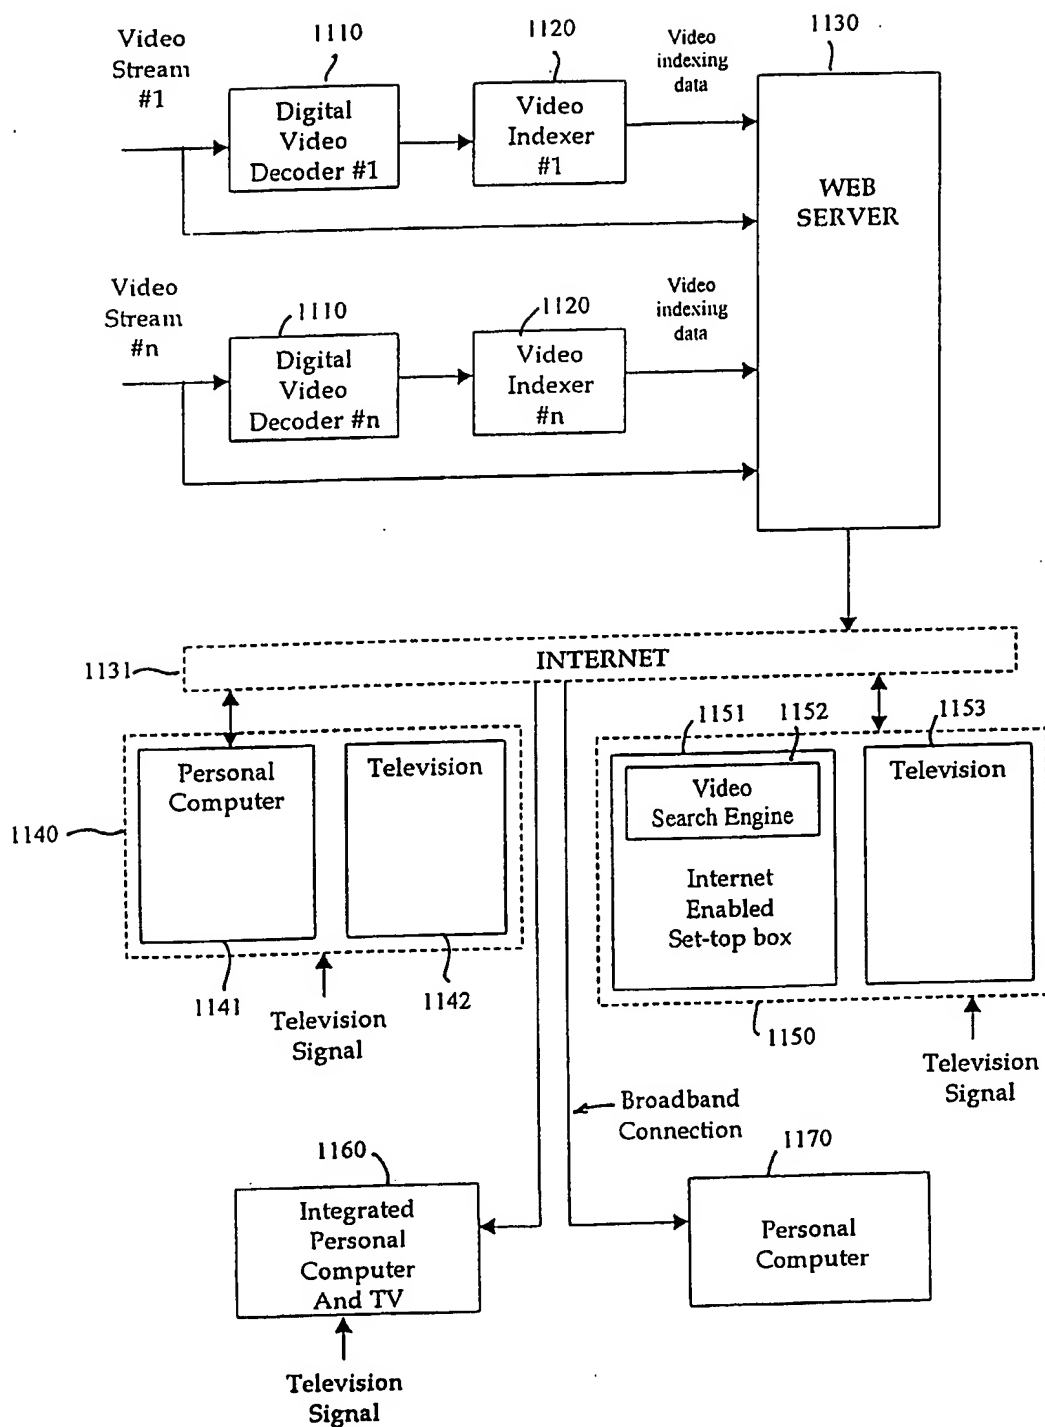 Video
Stream
#1
1110
Digital
Video
Decoder #1
1120
Video
Indexer
#1
Video
indexing
data
1130
WEB
SERVER
Video
Stream
#n
1110
Digital
Video
Decoder #n
1120
Video
Indexer
#n
Video
indexing
data
1131
INTERNET
1140
Personal
Computer
1141
Television
1142
Television
Signal
1151
1152
Video
Search Engine
Internet
Enabled
Set-top box
1153
Television
1150
Television
Signal
Broadband
Connection
1160
Integrated
Personal
Computer
And TV
Television
Signal
1170
Personal
Computer